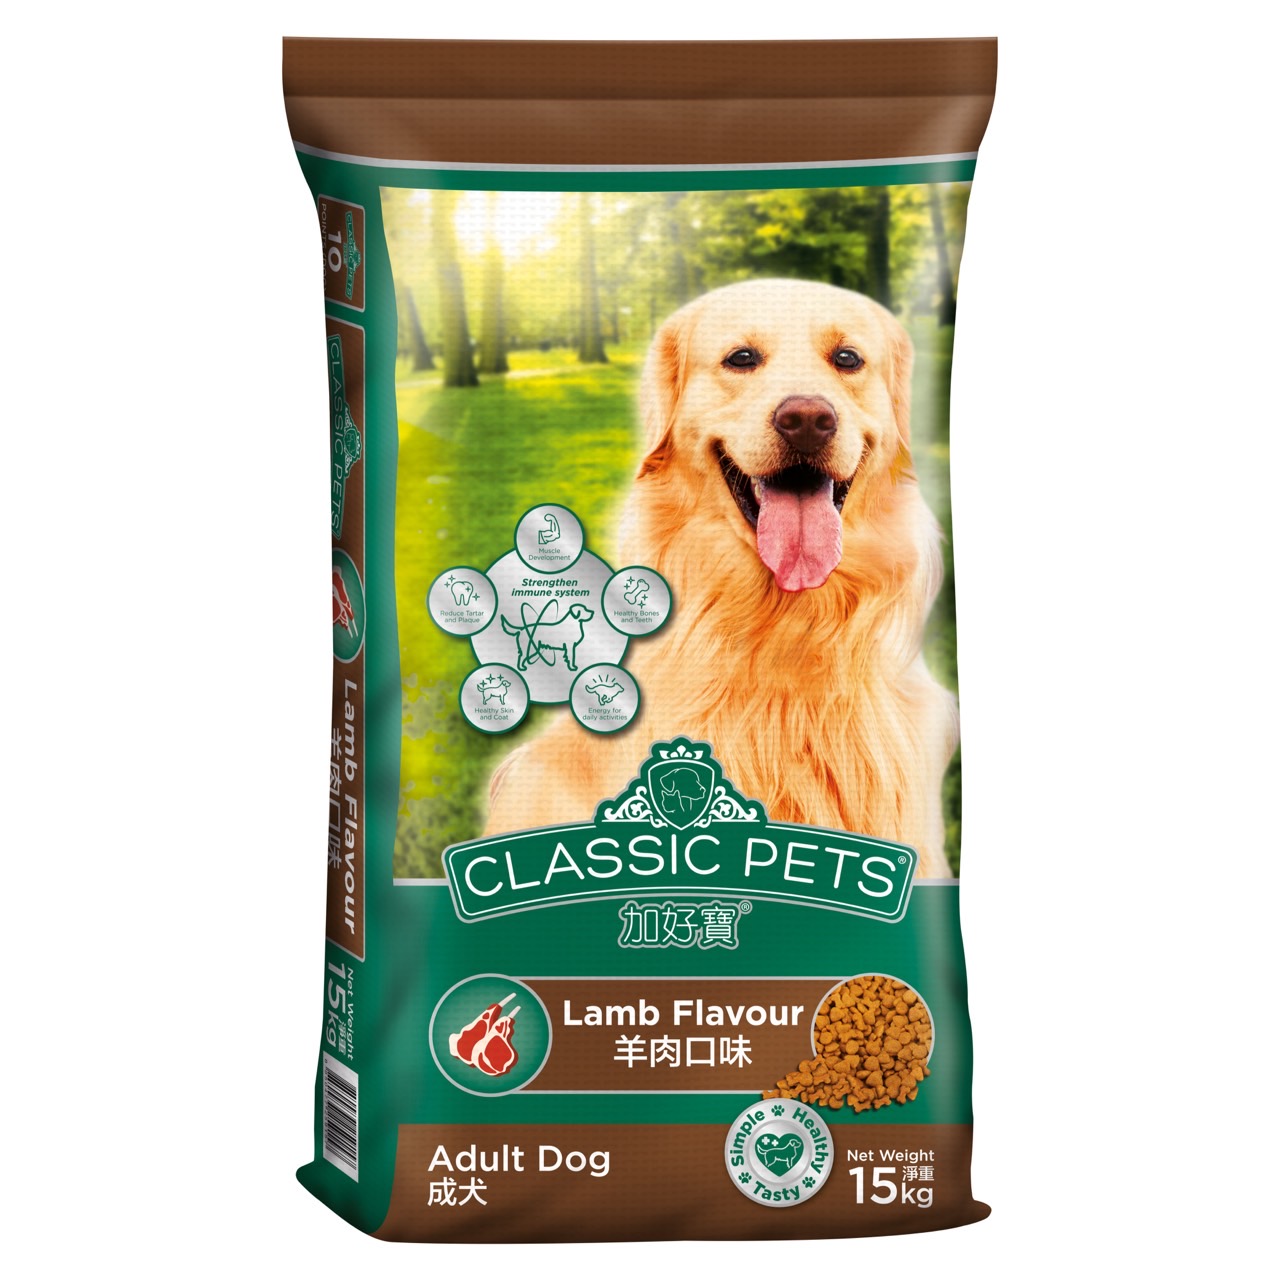 Muscle
Development
Strengthen
immune system
Reduce Tartar
and Plaque
Healthy Bones
and Teeth
Healthy Skin
and Coat
Energy for
daily activities
CLASSIC PETS®
加好寶®
Lamb Flavour
羊肉口味
Simple Healthy Tasty
Adult Dog
成犬
Net Weight
淨重
15kg
CLASSIC PETS
10
CLASSIC PETS
Lamb Flavour
羊肉口味
Net Weight
淨重
15kg